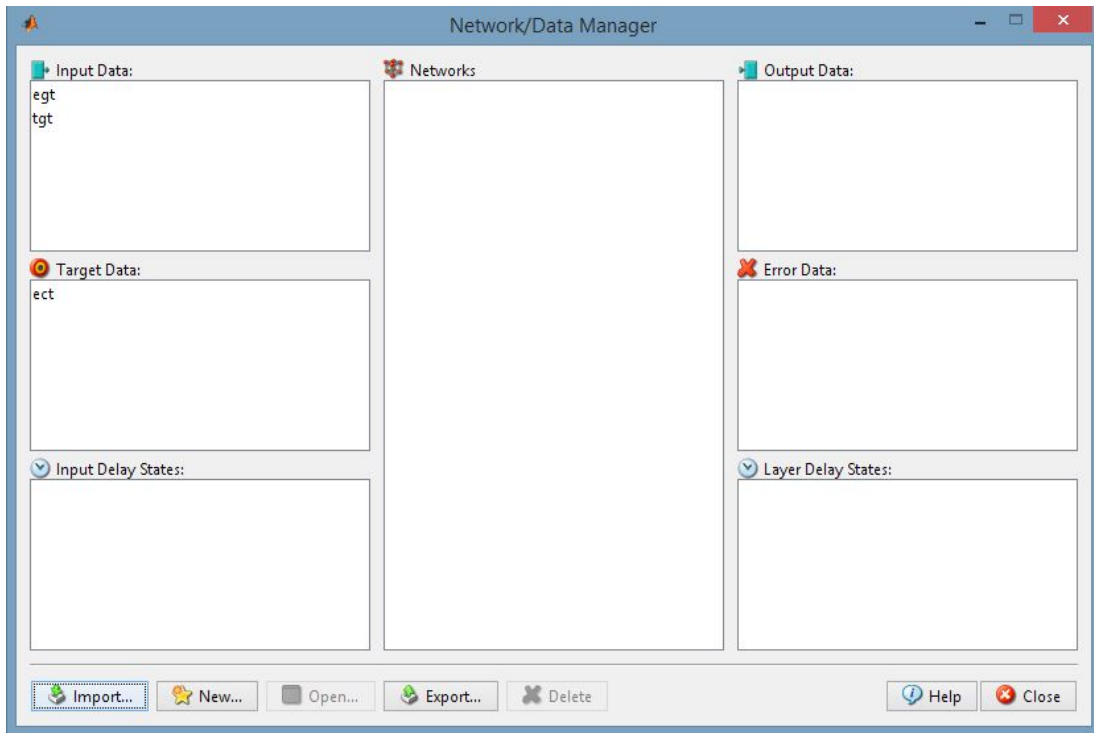 Network/Data Manager
Input Data:
egt
tgt
Networks
Output Data:
Target Data:
ect
Error Data:
Input Delay States:
Layer Delay States:
Import...
New...
Open...
Export...
Delete
Help
Close